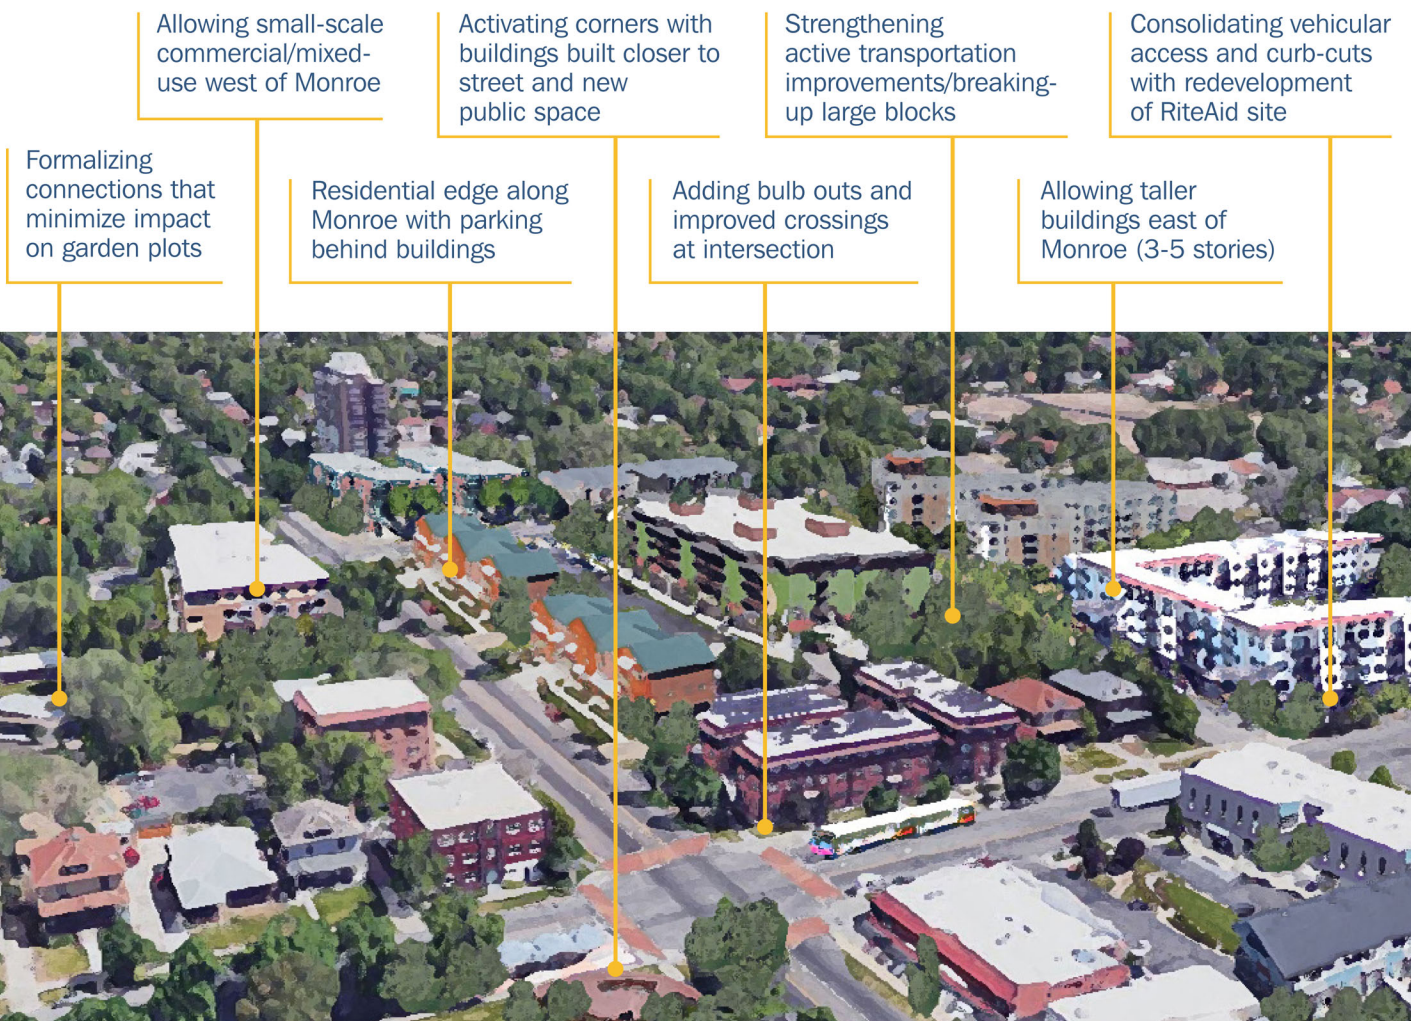 Allowing small-scale
commercial/mixed-
use west of Monroe
Activating corners with
buildings built closer to
street and new
public space
Strengthening
active transportation
improvements/breaking-
up large blocks
Consolidating vehicular
access and curb-cuts
with redevelopment
of RiteAid site
Formalizing
connections that
minimize impact
on garden plots
Residential edge along
Monroe with parking
behind buildings
Adding bulb outs and
improved crossings
at intersection
Allowing taller
buildings east of
Monroe (3-5 stories)